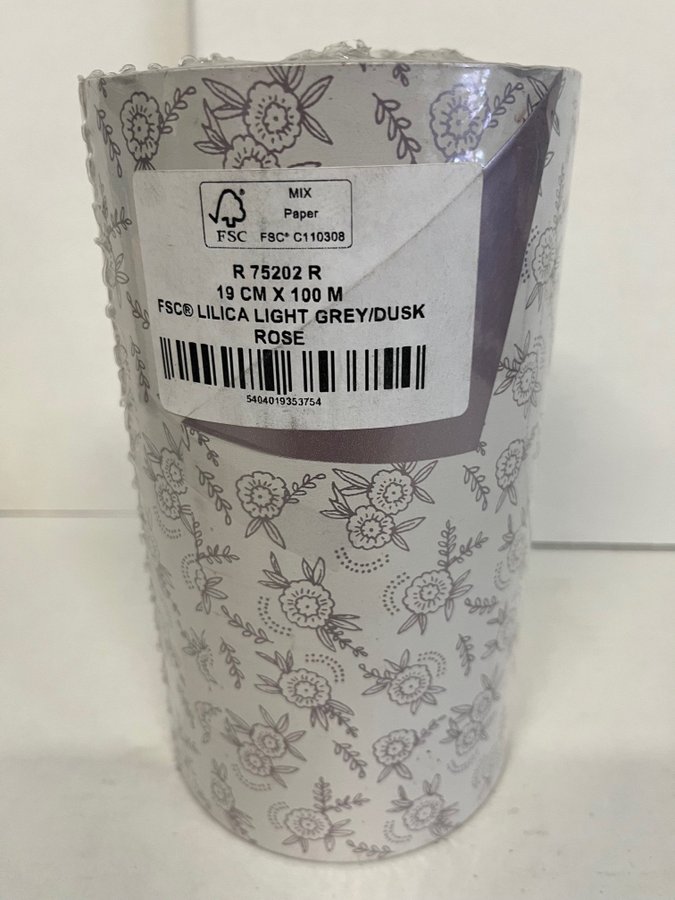 MIX
Paper
FSC® C110308
FSC
R 75202 R
19 CM X 100 M
FSC® LILICA LIGHT GREY/DUSK
ROSE
5404019353754